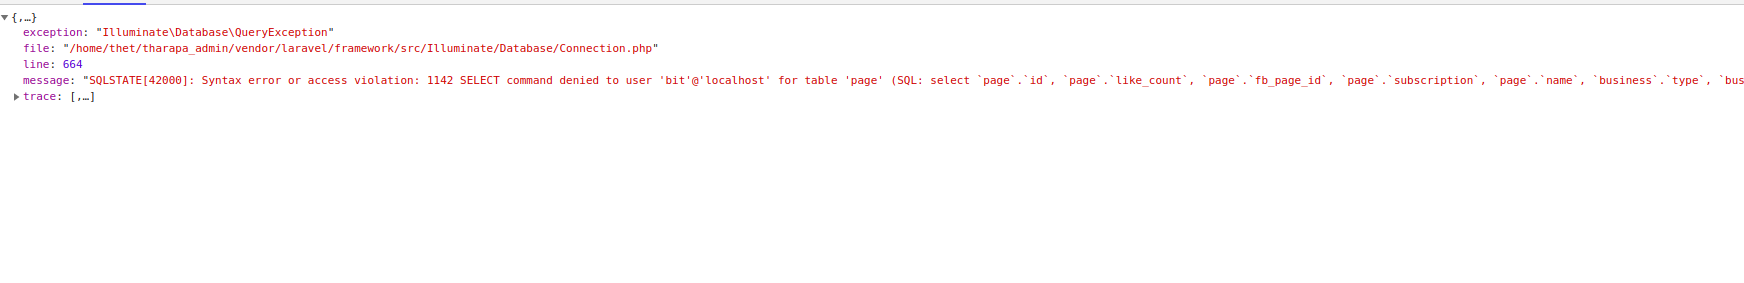 {,…}
exception: "Illuminate\Database\QueryException"
file: "/home/thet/tharapa_admin/vendor/laravel/framework/src/Illuminate/Database/Connection.php"
line: 664
message: "SQLSTATE[42000]: Syntax error or access violation: 1142 SELECT command denied to user 'bit'@'localhost' for table 'page' (SQL: select `page`.`id`, `page`.`like_count`, `page`.`fb_page_id`, `page`.`subscription`, `page`.`name`, `business`.`type`, `bus
trace: [,…]